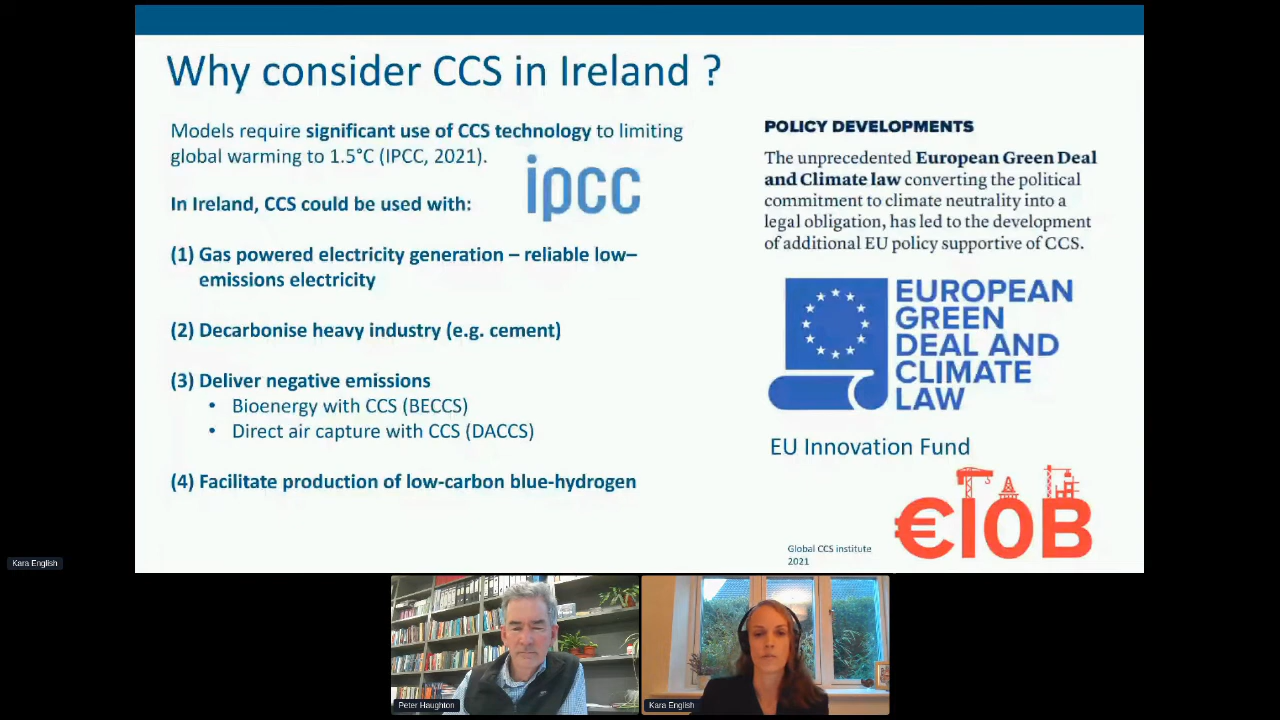 Why consider CCS in Ireland ?
Models require significant use of CCS technology to limiting
global warming to 1.5°C (IPCC, 2021).
ipcc
In Ireland, CCS could be used with:
(1) Gas powered electricity generation – reliable low–
emissions electricity
(2) Decarbonise heavy industry (e.g. cement)
(3) Deliver negative emissions
• Bioenergy with CCS (BECCS)
• Direct air capture with CCS (DACCS)
(4) Facilitate production of low-carbon blue-hydrogen
POLICY DEVELOPMENTS
The unprecedented European Green Deal
and Climate law converting the political
commitment to climate neutrality into a
legal obligation, has led to the development
of additional EU policy supportive of CCS.
EUROPEAN
GREEN
DEAL AND
CLIMATE
LAW
EU Innovation Fund
€10B
Global CCS institute
2021
Kara English
Peter Haughton
Kara English